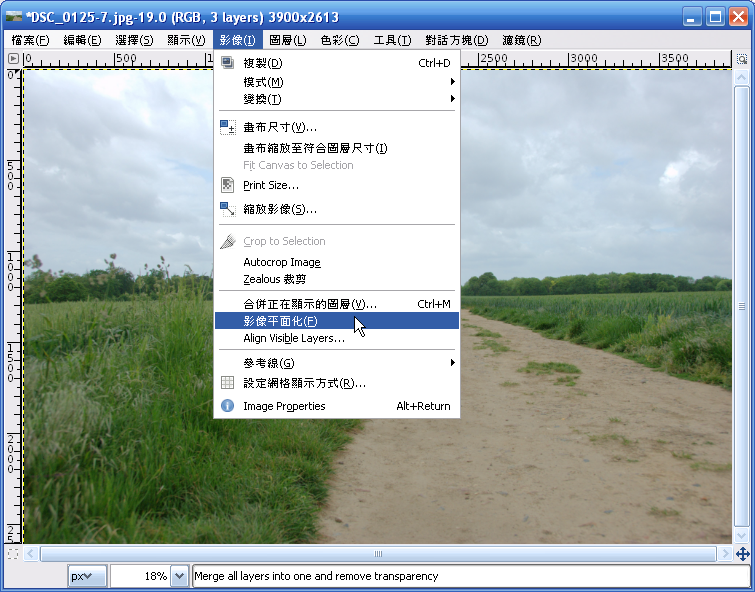 *DSC_0125-7.jpg-19.0 (RGB, 3 layers) 3900x2613
檔案(F) 編輯(E) 選擇(S) 顯示(V) 影像(I) 圖層(L) 色彩(C) 工具(T) 對話方塊(D) 濾鏡(R)
0 500 1 2500 3000 3500
複製(D) Ctrl+D
模式(M)
變換(T)
畫布尺寸(V)...
畫布縮放至符合圖層尺寸(I)
Fit Canvas to Selection
Print Size...
縮放影像(S)...
Crop to Selection
Autocrop Image
Zealous 裁剪
合併正在顯示的圖層(V)... Ctrl+M
影像平面化(F)
Align Visible Layers...
參考線(G)
設定網格顯示方式(R)...
Image Properties Alt+Return
0
500
1000
1500
2000
25
px 18% Merge all layers into one and remove transparency